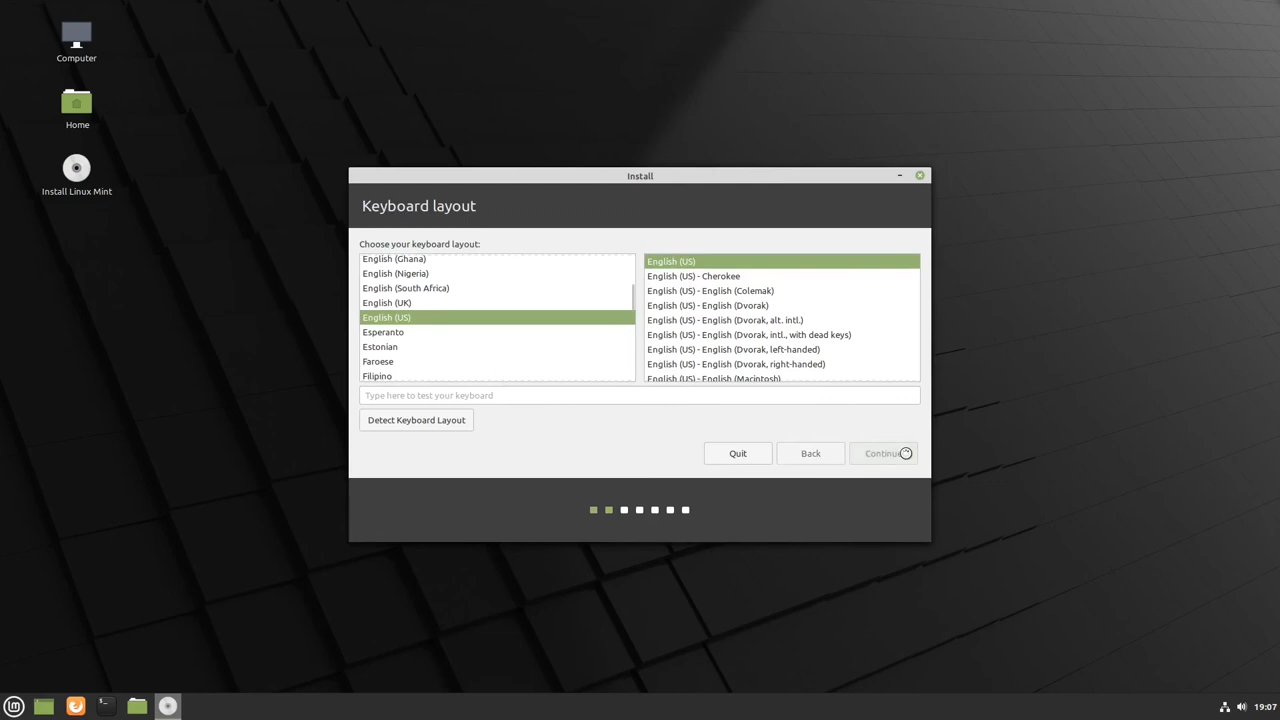 Computer
Home
Install Linux Mint
Install
Keyboard layout
Choose your keyboard layout:
English (Ghana)
English (Nigeria)
English (South Africa)
English (UK)
English (US)
Esperanto
Estonian
Faroese
Filipino
English (US)
English (US) - Cherokee
English (US) - English (Colemak)
English (US) - English (Dvorak)
English (US) - English (Dvorak, alt. intl.)
English (US) - English (Dvorak, intl., with dead keys)
English (US) - English (Dvorak, left-handed)
English (US) - English (Dvorak, right-handed)
English (US) - English (Macintosh)
Type here to test your keyboard
Detect Keyboard Layout
Quit
Back
Continue
19:07